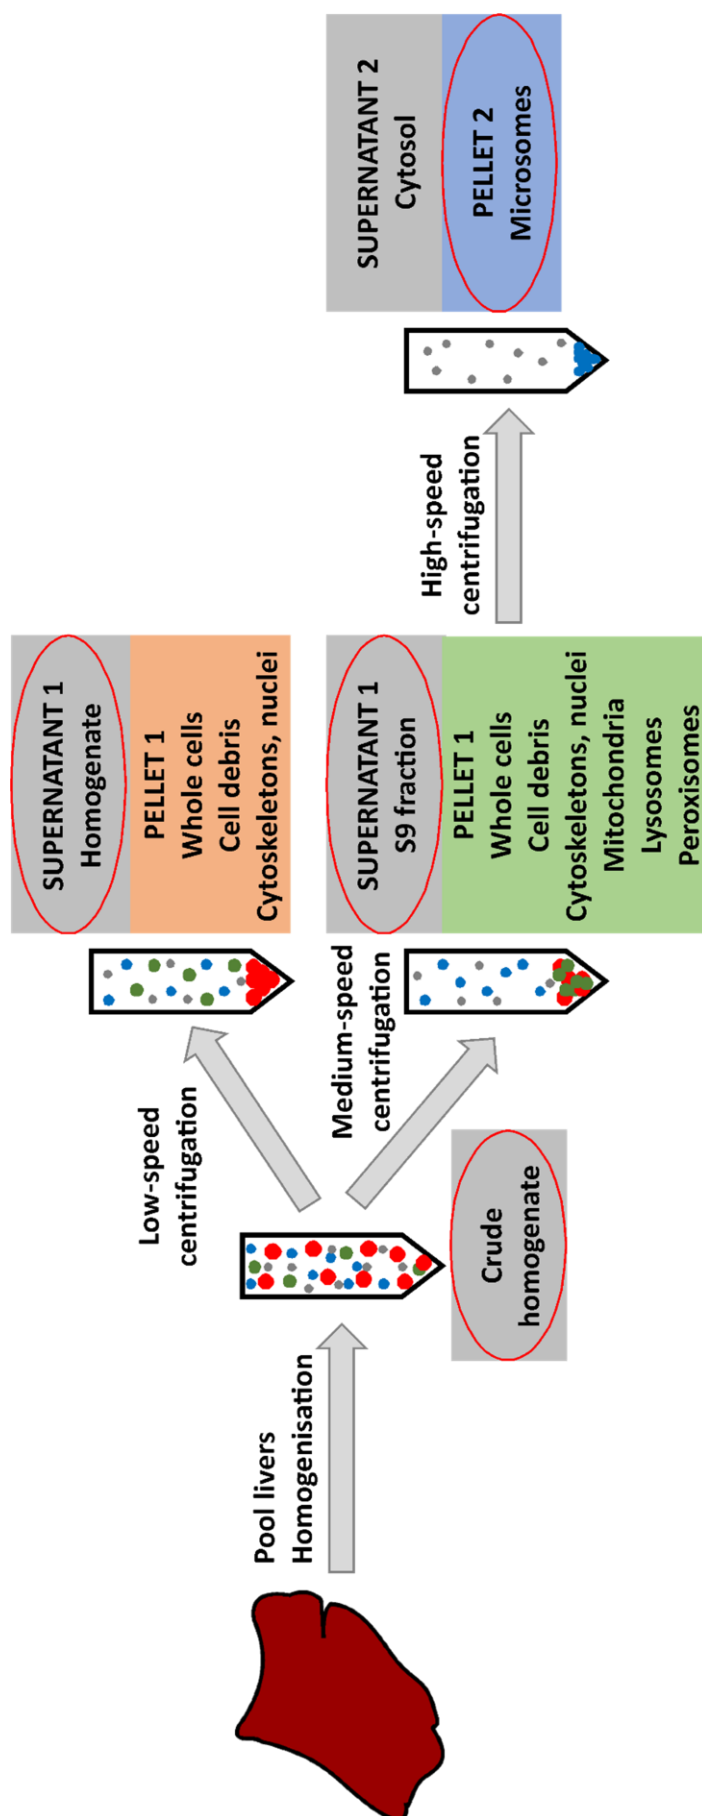 Pool livers
Homogenisation
Crude
homogenate
Low-speed
centrifugation
SUPERNATANT 1
Homogenate
PELLET 1
Whole cells
Cell debris
Cytoskeletons, nuclei
Medium-speed
centrifugation
SUPERNATANT 1
S9 fraction
PELLET 1
Whole cells
Cell debris
Cytoskeletons, nuclei
Mitochondria
Lysosomes
Peroxisomes
High-speed
centrifugation
SUPERNATANT 2
Cytosol
PELLET 2
Microsomes